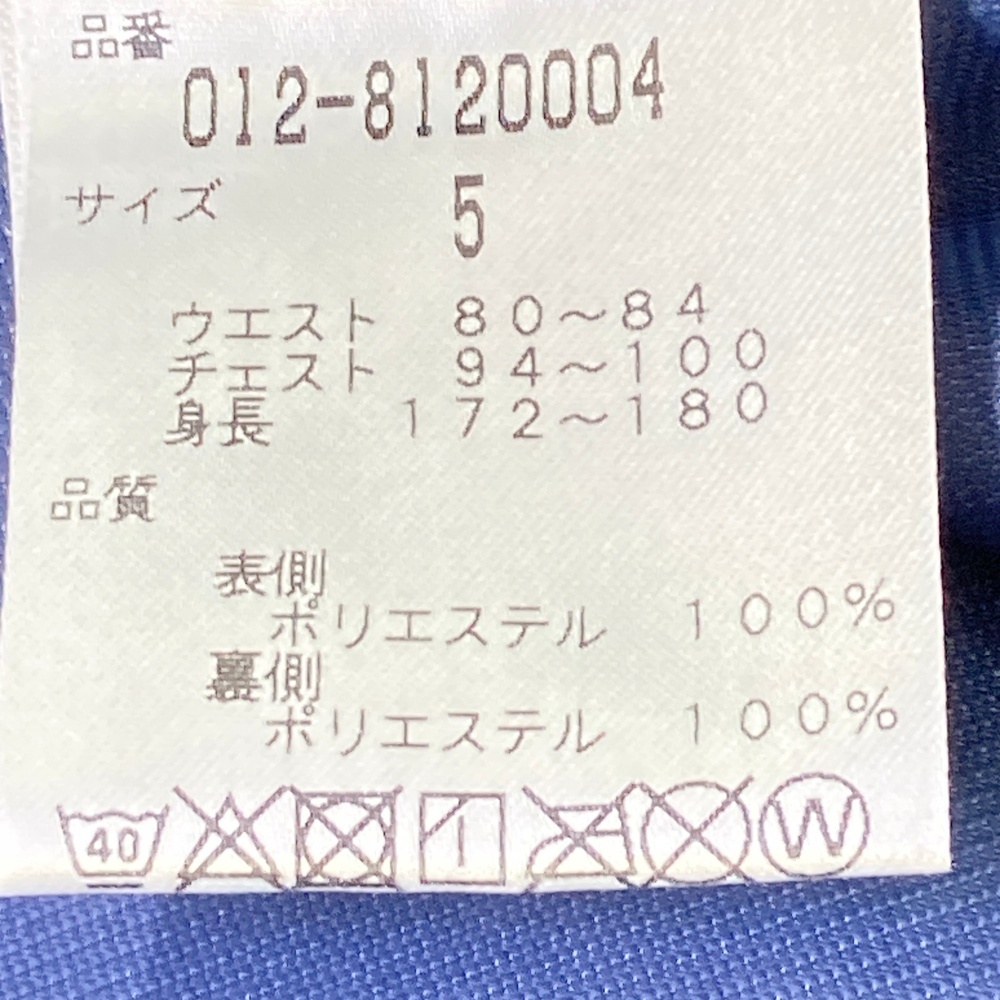 品番
012-8120004
サイズ 5
ウエスト 80～84
チェスト 94～100
身長 172～180
品質
表側
ポリエステル 100%
裏側
ポリエステル 100%
40 W